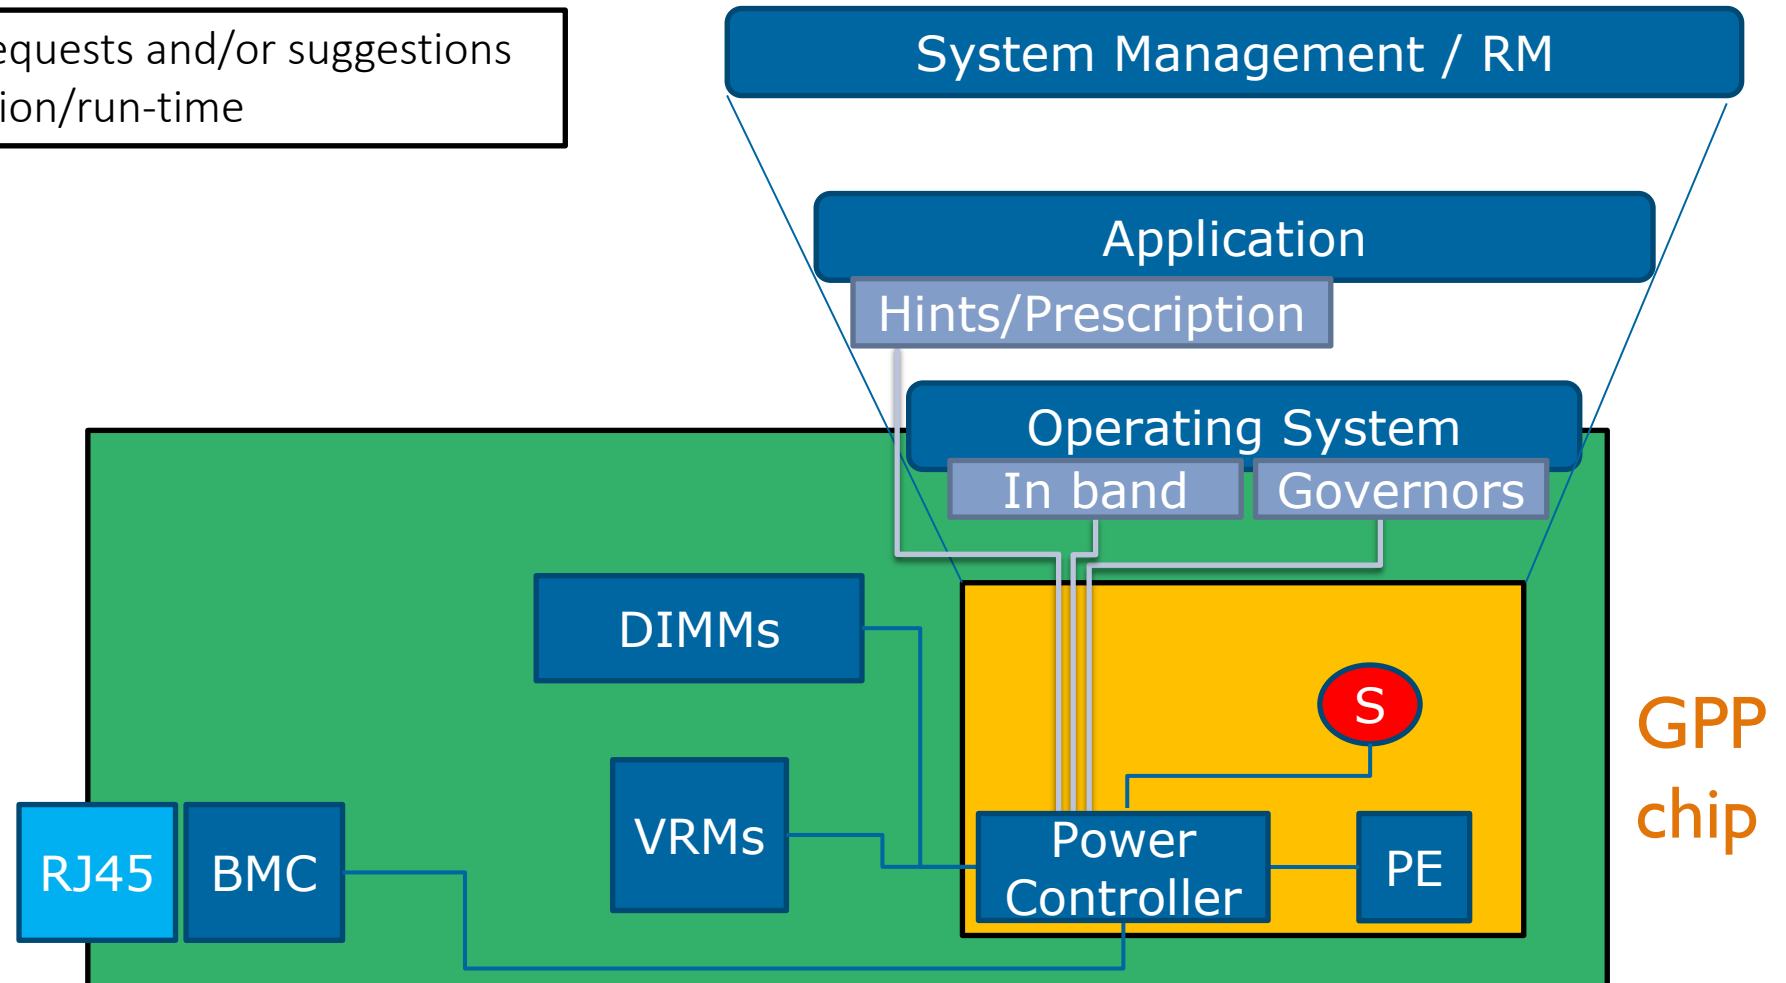 equests and/or suggestions
ion/run-time
System Management / RM
Application
Hints/Prescription
Operating System
In band
Governors
DIMMs
S
GPP
chip
VRMs
Power
Controller
PE
RJ45
BMC